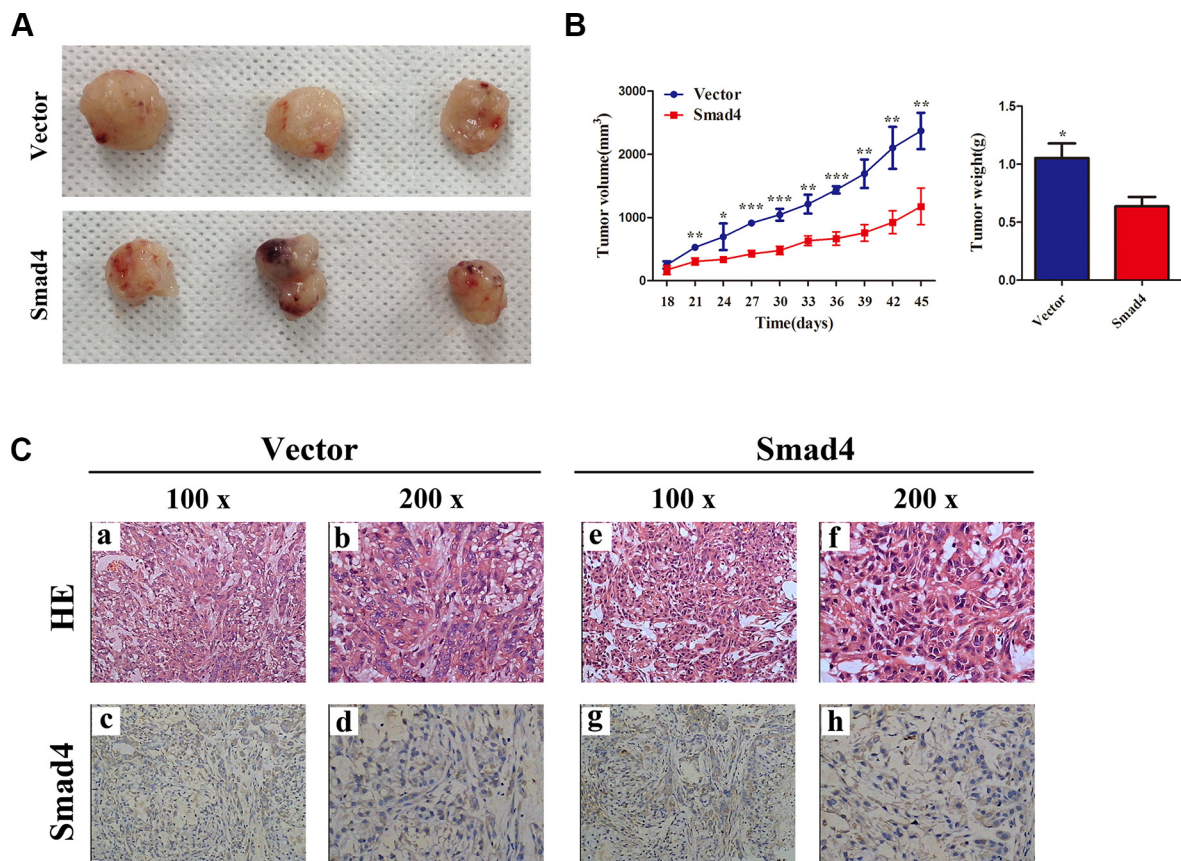 A
Vector
Smad4
B
Vector
Smad4
Tumor volume(mm³)
3000
2000
1000
0
** * *** *** ** *** ** ** **
18 21 24 27 30 33 36 39 42 45
Time(days)
Tumor weight(g)
1.5
1.0
0.5
0.0
*
Vector
Smad4
C
Vector Smad4
100 x 200 x 100 x 200 x
HE
a b e f
Smad4
c d g h